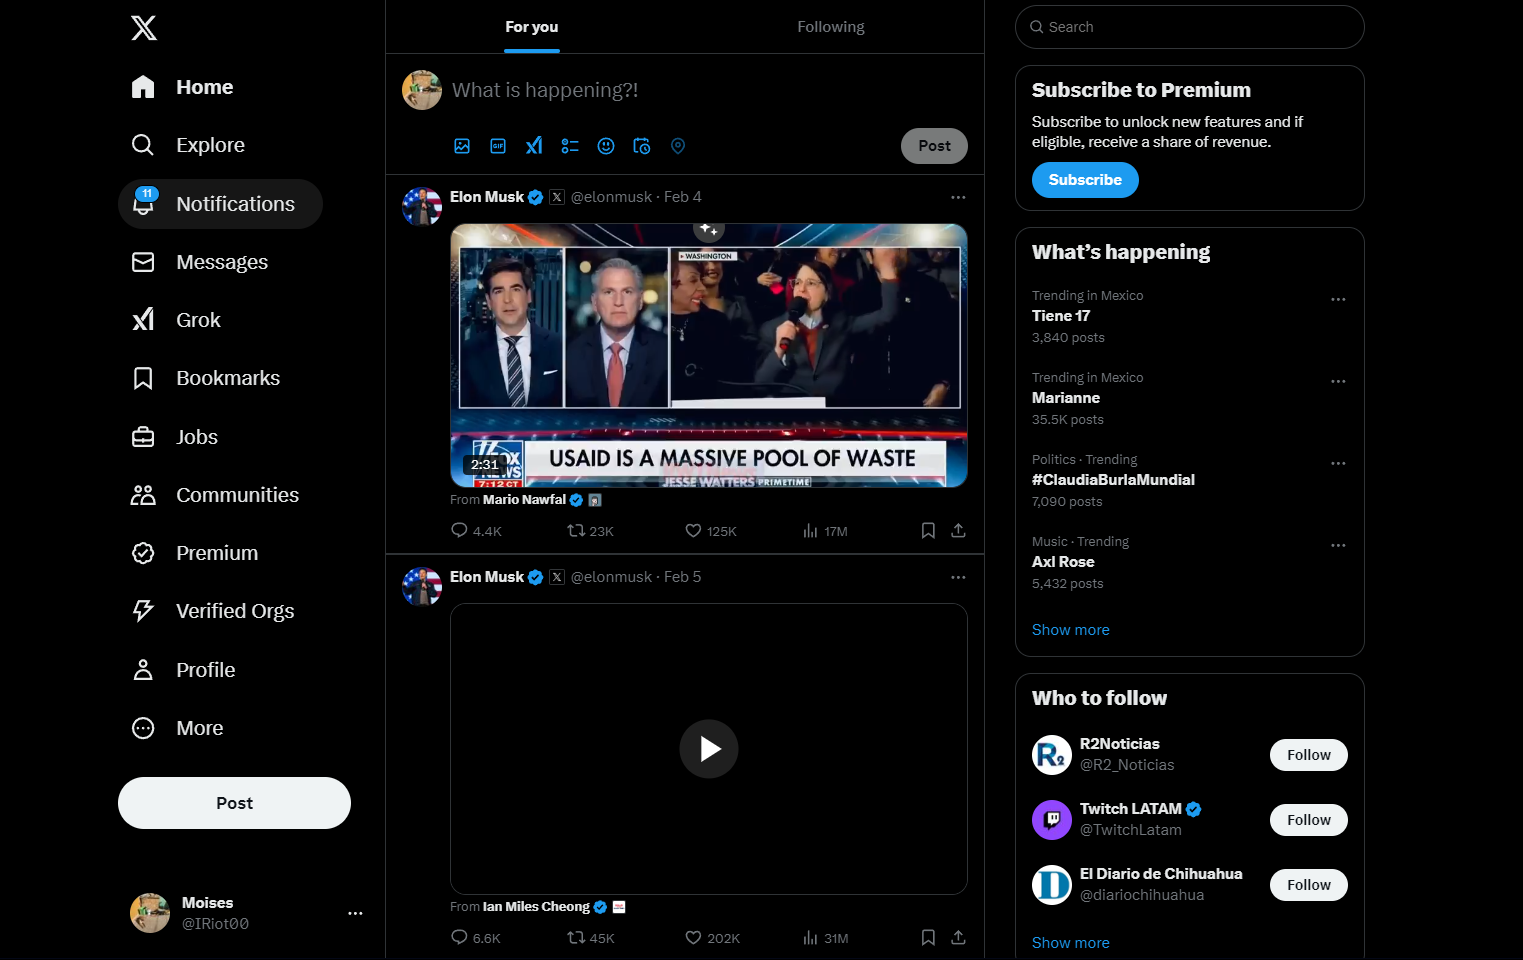 Home
Explore
11
Notifications
Messages
Grok
Bookmarks
Jobs
Communities
Premium
Verified Orgs
Profile
More
Post
Moises
@IRiot00
For you
Following
What is happening?!
GIF
Post
Elon Musk @elonmusk · Feb 4
WASHINGTON
USAID IS A MASSIVE POOL OF WASTE
FOX
NEWS
2:31
7:12 CT
JESSE WATTERS PRIMETIME
From Mario Nawfal
4.4K 23K 125K 17M
Elon Musk @elonmusk · Feb 5
From Ian Miles Cheong
6.6K 45K 202K 31M
Search
Subscribe to Premium
Subscribe to unlock new features and if
eligible, receive a share of revenue.
Subscribe
What's happening
Trending in Mexico
Tiene 17
3,840 posts
Trending in Mexico
Marianne
35.5K posts
Politics · Trending
#ClaudiaBurlaMundial
7,090 posts
Music · Trending
Axl Rose
5,432 posts
Show more
Who to follow
R2
R2Noticias
@R2_Noticias
Follow
Twitch LATAM
@TwitchLatam
Follow
D
El Diario de Chihuahua
@diariochihuahua
Follow
Show more